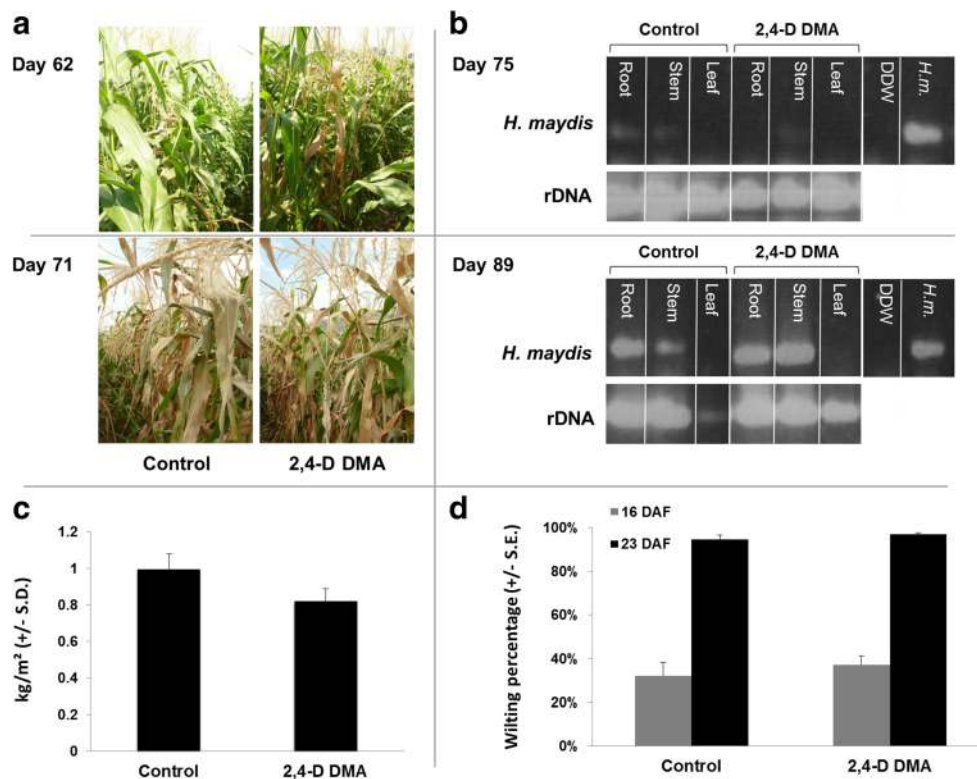 a
Day 62
Day 71
Control 2,4-D DMA
b
Control 2,4-D DMA
Day 75
Root Stem Leaf Root Stem Leaf DDW H.m.
H. maydis
rDNA
Control 2,4-D DMA
Day 89
Root Stem Leaf Root Stem Leaf DDW H.m.
H. maydis
rDNA
c
kg/m² (+/- S.D.)
1.2
1
0.8
0.6
0.4
0.2
0
Control 2,4-D DMA
d
Wilting percentage (+/- S.E.)
16 DAF
23 DAF
100%
80%
60%
40%
20%
0%
Control 2,4-D DMA